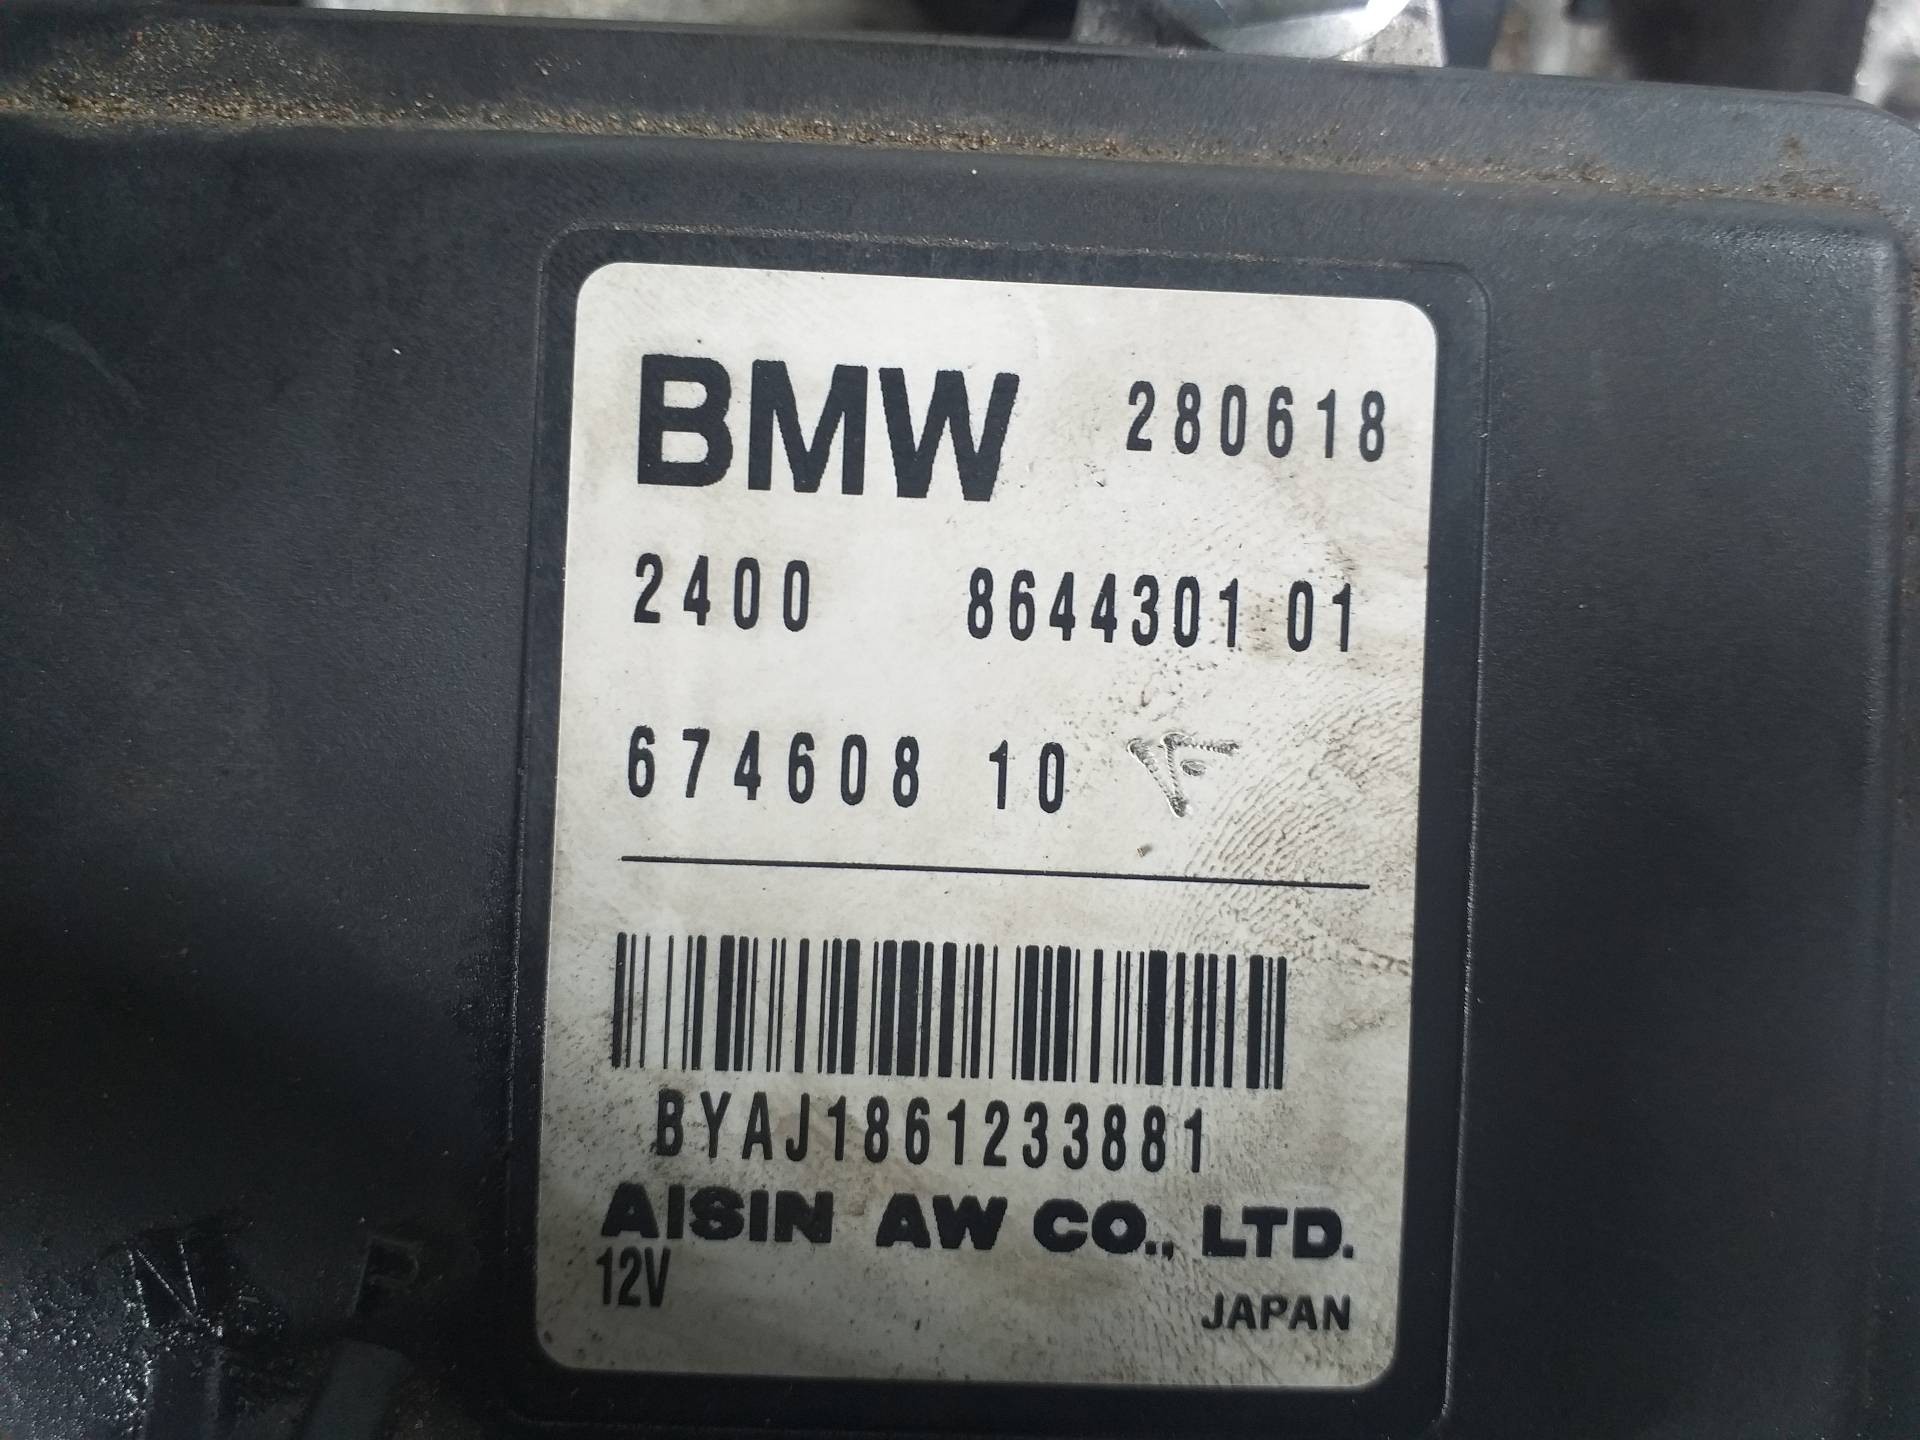 BMW 280618
2400 8644301 01
674608 10
BYAJ1861233881
AISIN AW CO., LTD.
12V
JAPAN
N P